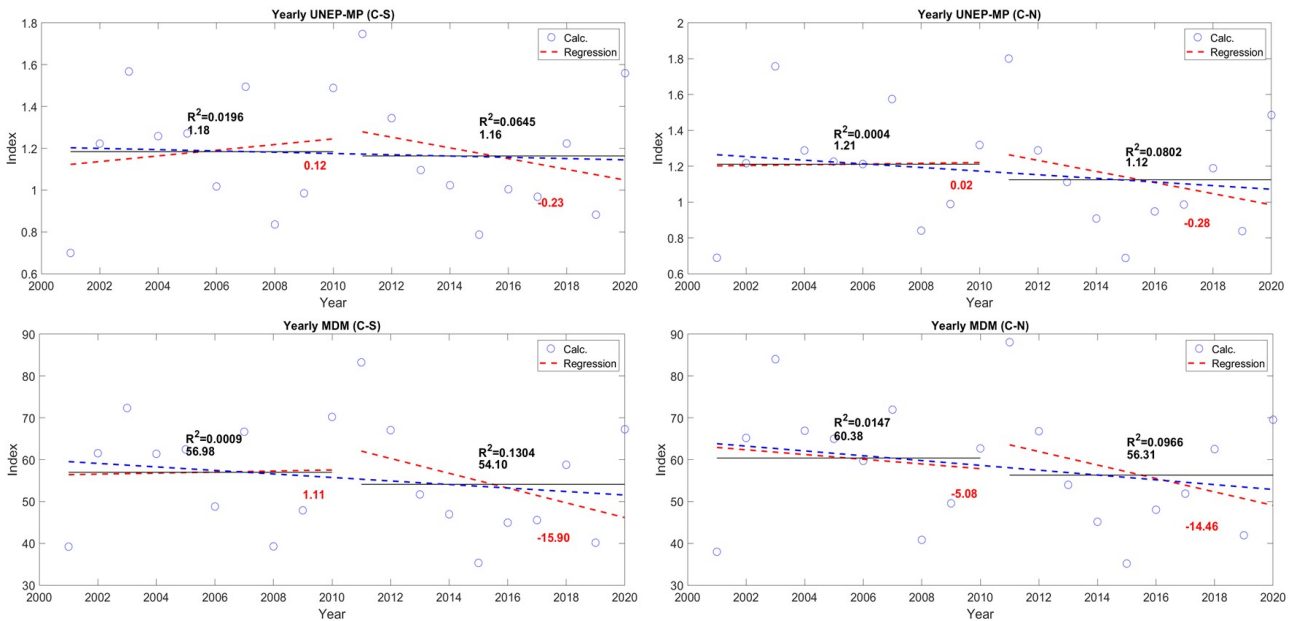 Yearly UNEP-MP (C-S)
1.8
1.6
1.4
1.2
1
0.8
0.6
Index
2000 2002 2004 2006 2008 2010 2012 2014 2016 2018 2020
Year
Calc.
Regression
R²=0.0196
1.18
0.12
R²=0.0645
1.16
-0.23
Yearly UNEP-MP (C-N)
2
1.8
1.6
1.4
1.2
1
0.8
0.6
Index
2000 2002 2004 2006 2008 2010 2012 2014 2016 2018 2020
Year
Calc.
Regression
R²=0.0004
1.21
0.02
R²=0.0802
1.12
-0.28
Yearly MDM (C-S)
90
80
70
60
50
40
30
Index
2000 2002 2004 2006 2008 2010 2012 2014 2016 2018 2020
Year
Calc.
Regression
R²=0.0009
56.98
1.11
R²=0.1304
54.10
-15.90
Yearly MDM (C-N)
90
80
70
60
50
40
30
Index
2000 2002 2004 2006 2008 2010 2012 2014 2016 2018 2020
Year
Calc.
Regression
R²=0.0147
60.38
-5.08
R²=0.0966
56.31
-14.46